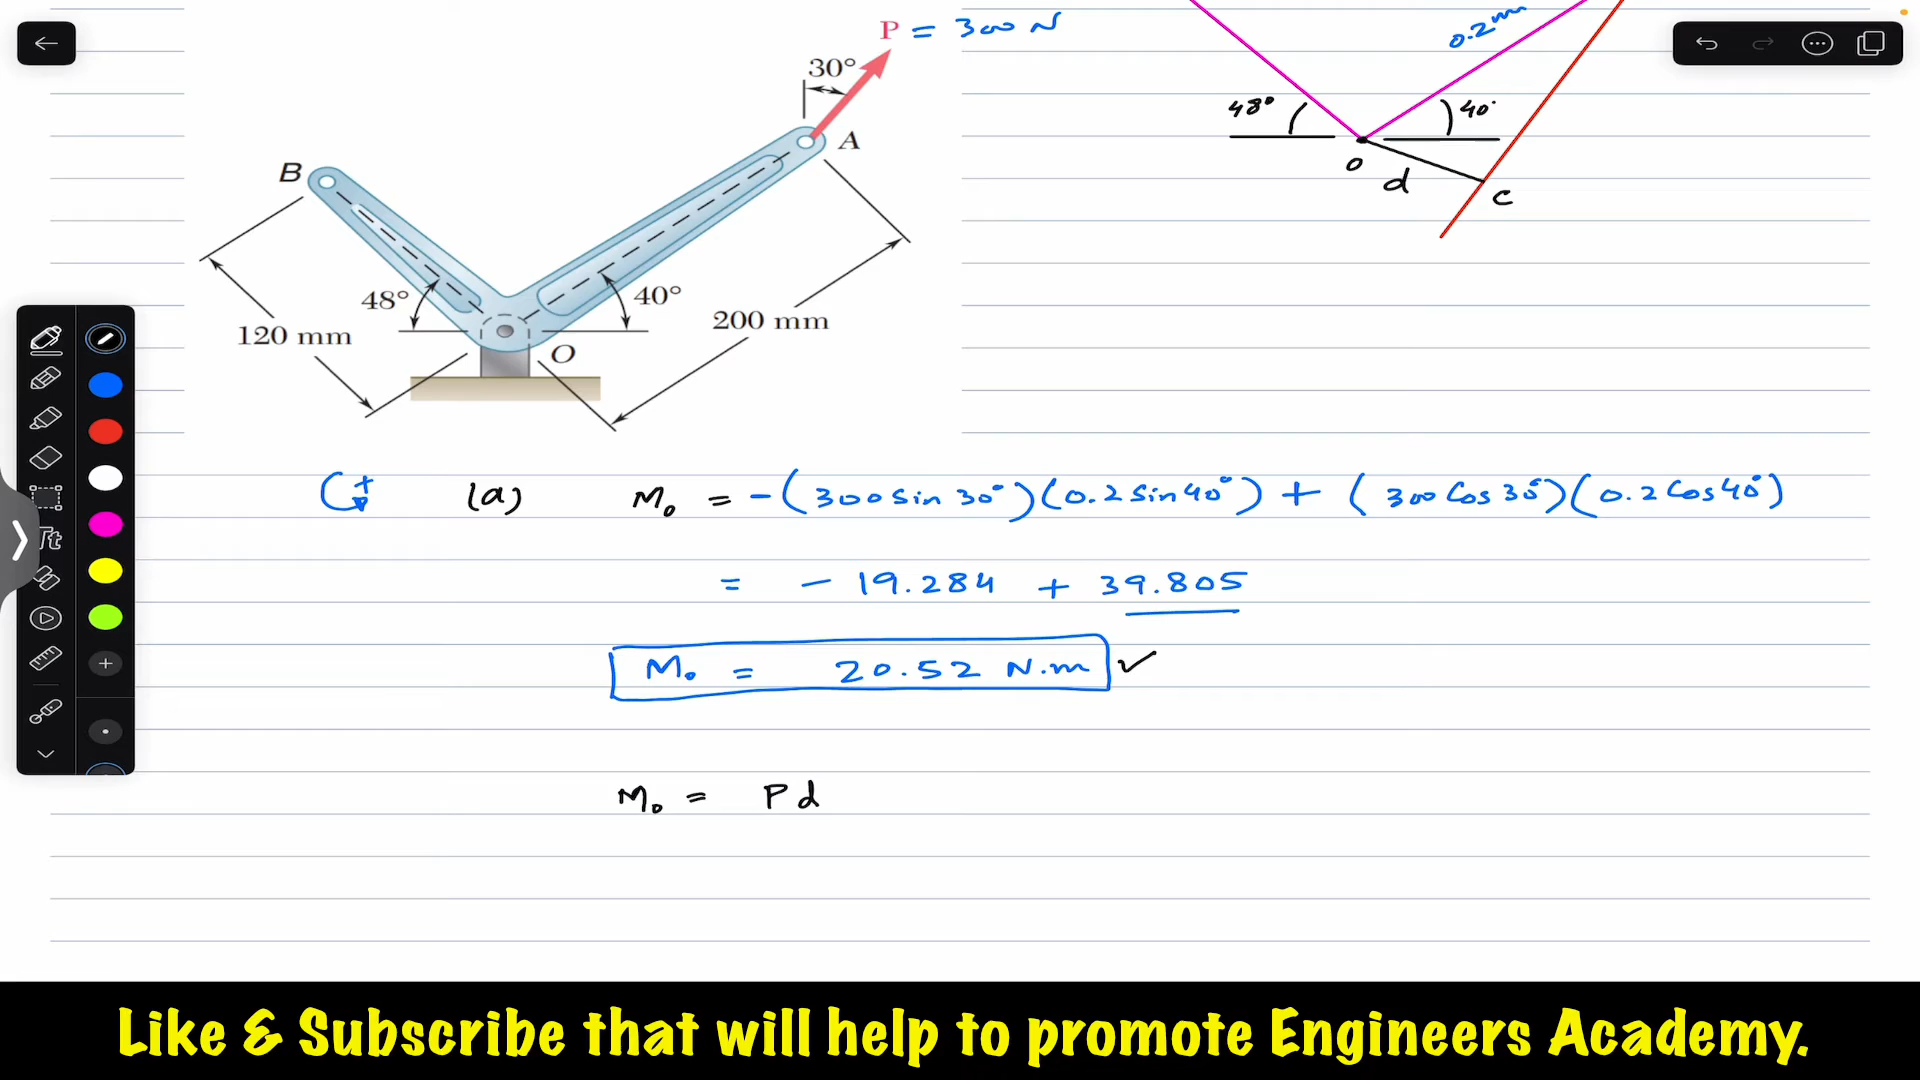 P = 300 N
30°
A
B
48°
40°
120 mm
200 mm
O
0.2 m
48°
40°
O
d
C
+ (a) M₀ = -(300 sin 30°)(0.2 sin 40°) + (300 Cos 30°)(0.2 Cos 40°)
= - 19.284 + 39.805
M₀ = 20.52 N.m ✓
M₀ = P d
Tt
Like & Subscribe that will help to promote Engineers Academy.